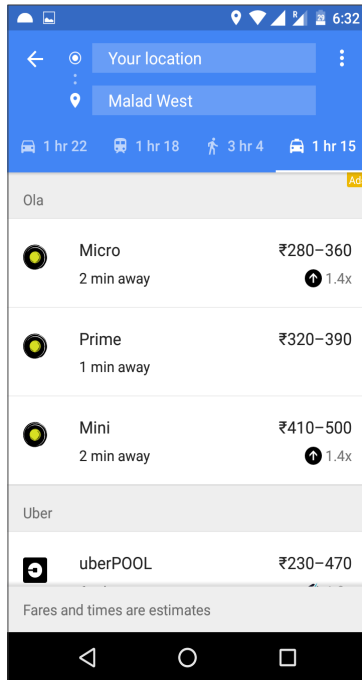 R 29 6:32
Your location
Malad West
1 hr 22 1 hr 18 3 hr 4 1 hr 15
Ad
Ola
Micro ₹280–360
2 min away 1.4x
Prime ₹320–390
1 min away
Mini ₹410–500
2 min away 1.4x
Uber
uberPOOL ₹230–470
Fares and times are estimates